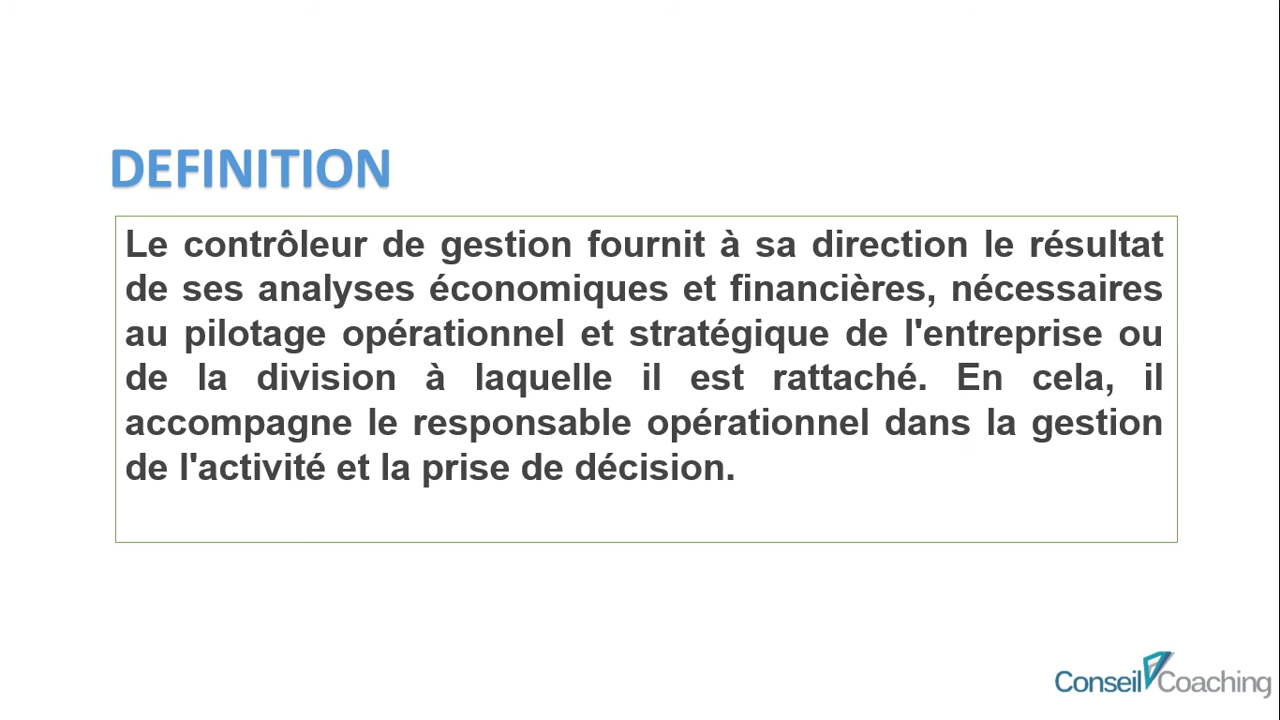 DEFINITION
Le contrôleur de gestion fournit à sa direction le résultat
de ses analyses économiques et financières, nécessaires
au pilotage opérationnel et stratégique de l'entreprise ou
de la division à laquelle il est rattaché. En cela, il
accompagne le responsable opérationnel dans la gestion
de l'activité et la prise de décision.
Conseil Coaching